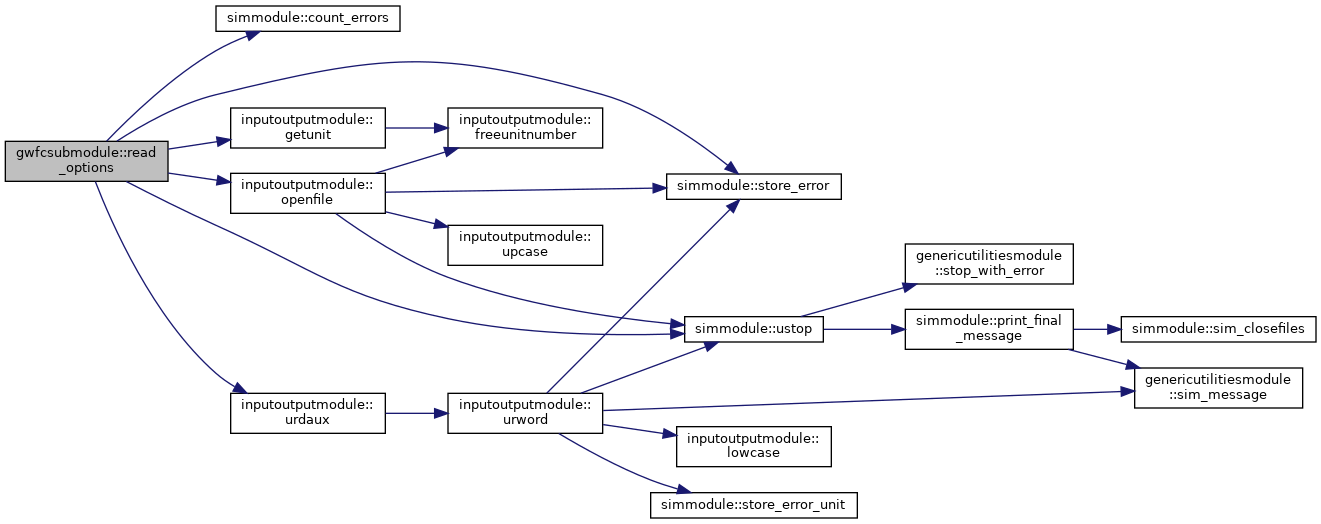 simmodule::count_errors
gwfcsubmodule::read
_options
inputoutputmodule::
getunit
inputoutputmodule::
openfile
inputoutputmodule::
urdaux
inputoutputmodule::
freeunitnumber
inputoutputmodule::
upcase
inputoutputmodule::
urword
simmodule::store_error
simmodule::ustop
inputoutputmodule::
lowcase
simmodule::store_error_unit
genericutilitiesmodule
::stop_with_error
simmodule::print_final
_message
simmodule::sim_closefiles
genericutilitiesmodule
::sim_message